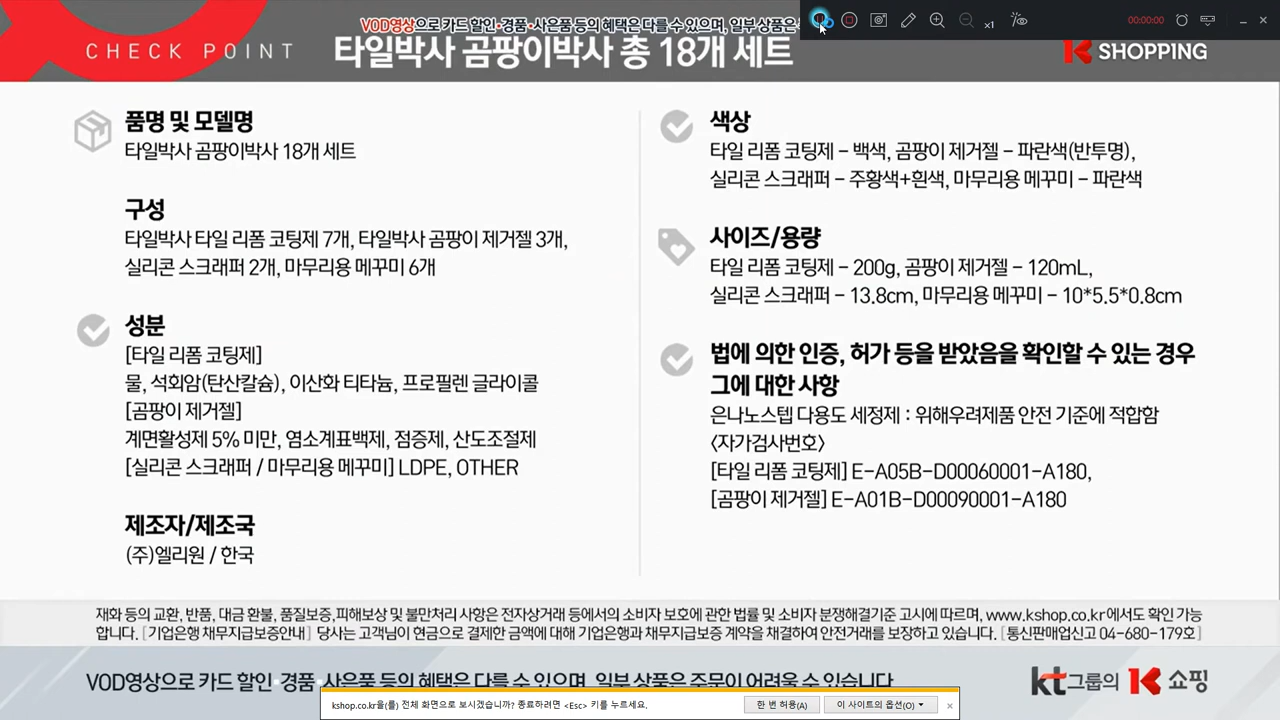 VOD영상으로 카드 할인·경품·사은품 등의 혜택은 다를 수 있으며, 일부 상품은
x1
00:00:00
CHECK POINT
타일박사 곰팡이박사 총 18개 세트
K SHOPPING
품명 및 모델명
타일박사 곰팡이박사 18개 세트
구성
타일박사 타일 리폼 코팅제 7개, 타일박사 곰팡이 제거젤 3개,
실리콘 스크래퍼 2개, 마무리용 메꾸미 6개
성분
[타일 리폼 코팅제]
물, 석회암(탄산칼슘), 이산화 티타늄, 프로필렌 글라이콜
[곰팡이 제거젤]
계면활성제 5% 미만, 염소계표백제, 점증제, 산도조절제
[실리콘 스크래퍼 / 마무리용 메꾸미] LDPE, OTHER
제조자/제조국
(주)엘리원 / 한국
색상
타일 리폼 코팅제 – 백색, 곰팡이 제거젤 – 파란색(반투명),
실리콘 스크래퍼 – 주황색+흰색, 마무리용 메꾸미 – 파란색
사이즈/용량
타일 리폼 코팅제 – 200g, 곰팡이 제거젤 – 120mL,
실리콘 스크래퍼 – 13.8cm, 마무리용 메꾸미 – 10*5.5*0.8cm
법에 의한 인증, 허가 등을 받았음을 확인할 수 있는 경우
그에 대한 사항
은나노스텝 다용도 세정제 : 위해우려제품 안전 기준에 적합함
〈자가검사번호〉
[타일 리폼 코팅제] E-A05B-D00060001-A180,
[곰팡이 제거젤] E-A01B-D00090001-A180
재화 등의 교환, 반품, 대금 환불, 품질보증,피해보상 및 불만처리 사항은 전자상거래 등에서의 소비자 보호에 관한 법률 및 소비자 분쟁해결기준 고시에 따르며, www.kshop.co.kr에서도 확인 가능
합니다. [기업은행 채무지급보증안내] 당사는 고객님이 현금으로 결제한 금액에 대해 기업은행과 채무지급보증 계약을 체결하여 안전거래를 보장하고 있습니다. [통신판매업신고 04-680-179호]
VOD영상으로 카드 할인·경품·사은품 등의 혜택은 다를 수 있으며, 일부 상품은 주문이 어려울 수 있습니다
kt그룹의 K 쇼핑
kshop.co.kr을(를) 전체 화면으로 보시겠습니까? 종료하려면 <Esc> 키를 누르세요.
한 번 허용(A)
이 사이트의 옵션(O)